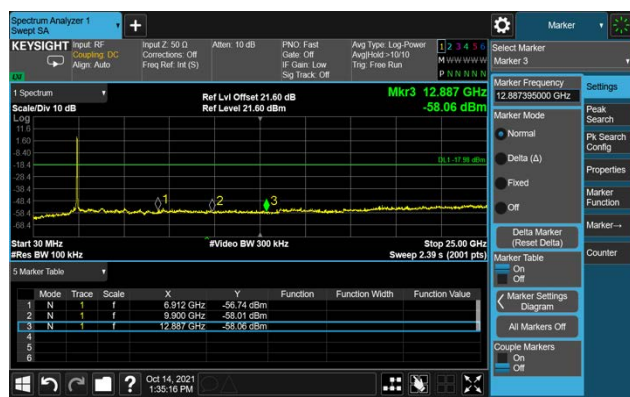 Spectrum Analyzer 1
Swept SA
Marker
KEYSIGHT
Input: RF
Coupling: DC
Align: Auto
Input Z: 50 Ω
Corrections: Off
Freq Ref: Int (S)
Atten: 10 dB
PNO: Fast
Gate: Off
IF Gain: Low
Sig Track: Off
Avg Type: Log-Power
Avg|Hold:>10/10
Trig: Free Run
1 2 3 4 5 6
M W W W W W
P N N N N N
LV
Select Marker
Marker 3
1 Spectrum
Scale/Div 10 dB
Log
Ref Lvl Offset 21.60 dB
Ref Level 21.60 dBm
Mkr3 12.887 GHz
-58.06 dBm
11.6
1.60
-8.40
-18.4
-28.4
-38.4
-48.4
-58.4
-68.4
DL1 -17.98 dBm
1
2
3
Start 30 MHz
#Res BW 100 kHz
#Video BW 300 kHz
Stop 25.00 GHz
Sweep 2.39 s (2001 pts)
5 Marker Table
Mode Trace Scale X Y Function Function Width Function Value
1 N 1 f 6.912 GHz -56.74 dBm
2 N 1 f 9.900 GHz -58.01 dBm
3 N 1 f 12.887 GHz -58.06 dBm
4
5
6
Marker Frequency
12.887395000 GHz
Marker Mode
Normal
Delta (Δ)
Fixed
Off
Delta Marker
(Reset Delta)
Marker Table
On
Off
Marker Settings
Diagram
All Markers Off
Couple Markers
On
Off
Settings
Peak
Search
Pk Search
Config
Properties
Marker
Function
Marker→
Counter
?
Oct 14, 2021
1:35:16 PM